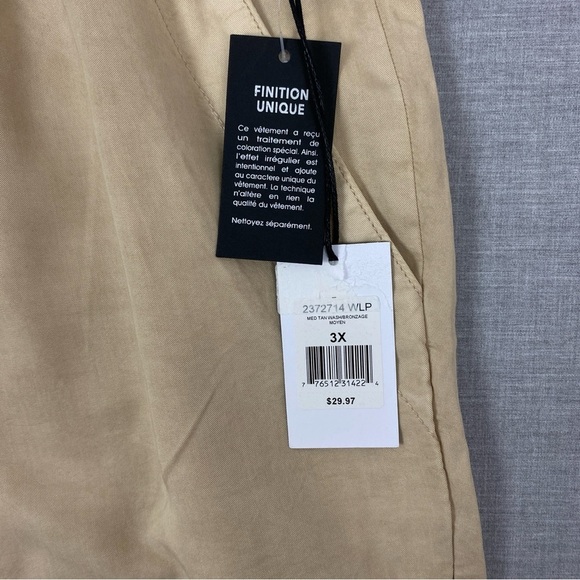 FINITION
UNIQUE
Ce vêtement a reçu
un traitement de
coloration spécial. Ainsi,
l'effet irrégulier est
intentionnel et ajoute
au caractere unique du
vêtement. La technique
n'altère en rien la
qualité du vêtement.
Nettoyez séparément.
2372714 WLP
MED TAN WASH/BRONZAGE
MOYEN
3X
7 76512 31422 4
$29.97